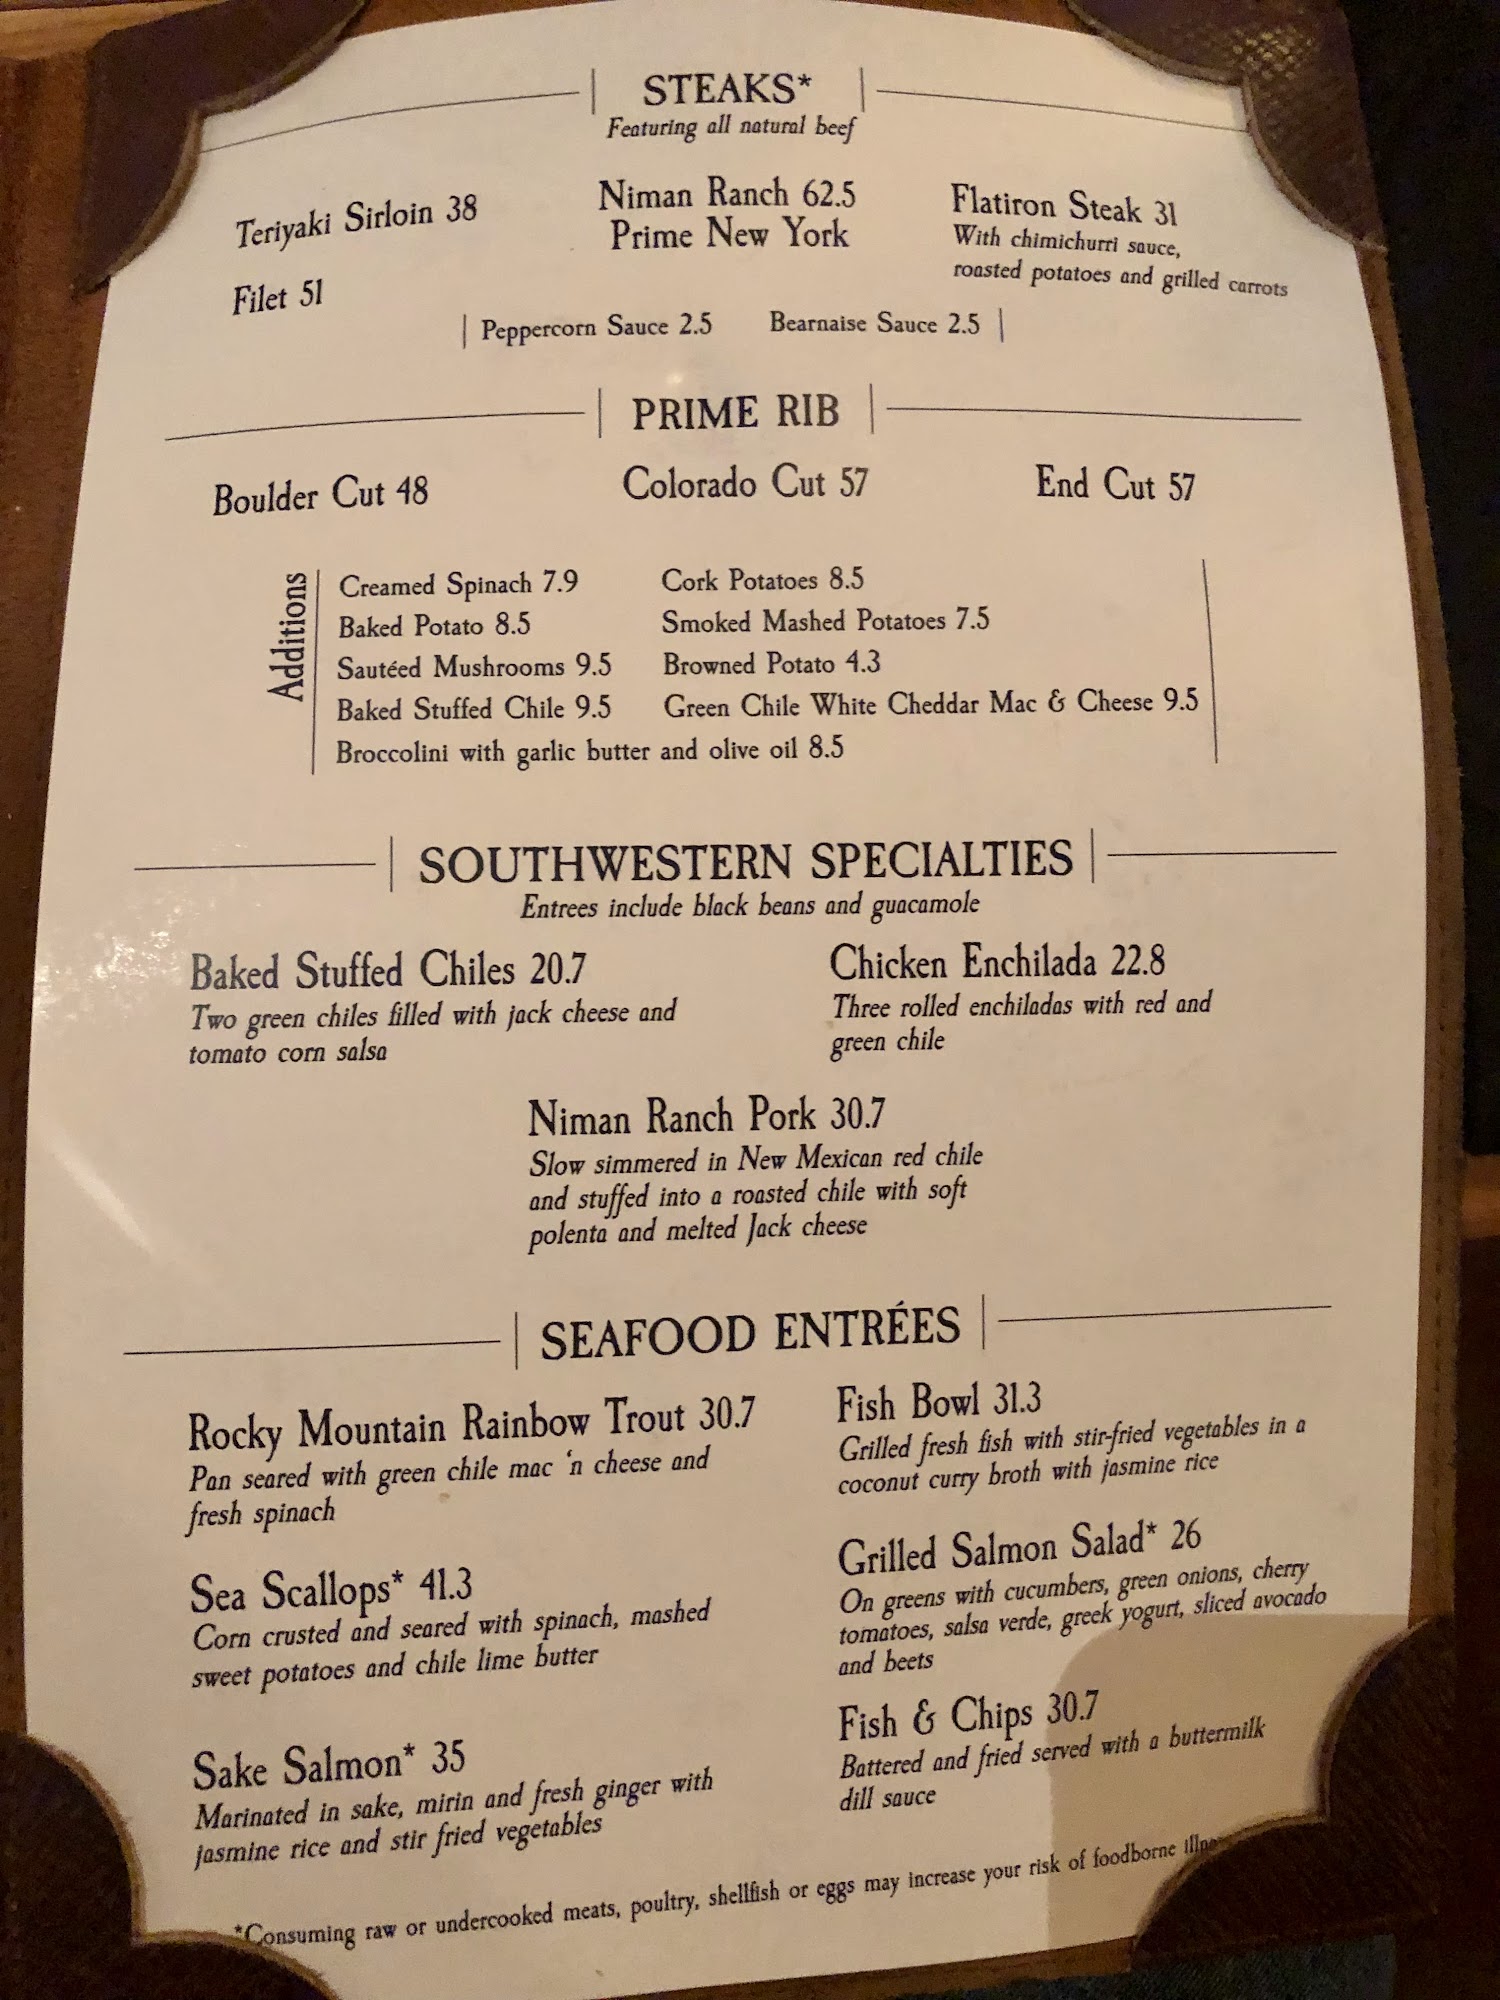 STEAKS*
Featuring all natural beef
Teriyaki Sirloin 38
Filet 51
Niman Ranch 62.5
Prime New York
Flatiron Steak 31
With chimichurri sauce,
roasted potatoes and grilled carrots
Peppercorn Sauce 2.5 Bearnaise Sauce 2.5
PRIME RIB
Boulder Cut 48 Colorado Cut 57 End Cut 57
Additions
Creamed Spinach 7.9 Cork Potatoes 8.5
Baked Potato 8.5 Smoked Mashed Potatoes 7.5
Sautéed Mushrooms 9.5 Browned Potato 4.3
Baked Stuffed Chile 9.5 Green Chile White Cheddar Mac & Cheese 9.5
Broccolini with garlic butter and olive oil 8.5
SOUTHWESTERN SPECIALTIES
Entrees include black beans and guacamole
Baked Stuffed Chiles 20.7
Two green chiles filled with jack cheese and
tomato corn salsa
Chicken Enchilada 22.8
Three rolled enchiladas with red and
green chile
Niman Ranch Pork 30.7
Slow simmered in New Mexican red chile
and stuffed into a roasted chile with soft
polenta and melted Jack cheese
SEAFOOD ENTRÉES
Rocky Mountain Rainbow Trout 30.7
Pan seared with green chile mac 'n cheese and
fresh spinach
Sea Scallops* 41.3
Corn crusted and seared with spinach, mashed
sweet potatoes and chile lime butter
Sake Salmon* 35
Marinated in sake, mirin and fresh ginger with
jasmine rice and stir fried vegetables
Fish Bowl 31.3
Grilled fresh fish with stir-fried vegetables in a
coconut curry broth with jasmine rice
Grilled Salmon Salad* 26
On greens with cucumbers, green onions, cherry
tomatoes, salsa verde, greek yogurt, sliced avocado
and beets
Fish & Chips 30.7
Battered and fried served with a buttermilk
dill sauce
*Consuming raw or undercooked meats, poultry, shellfish or eggs may increase your risk of foodborne